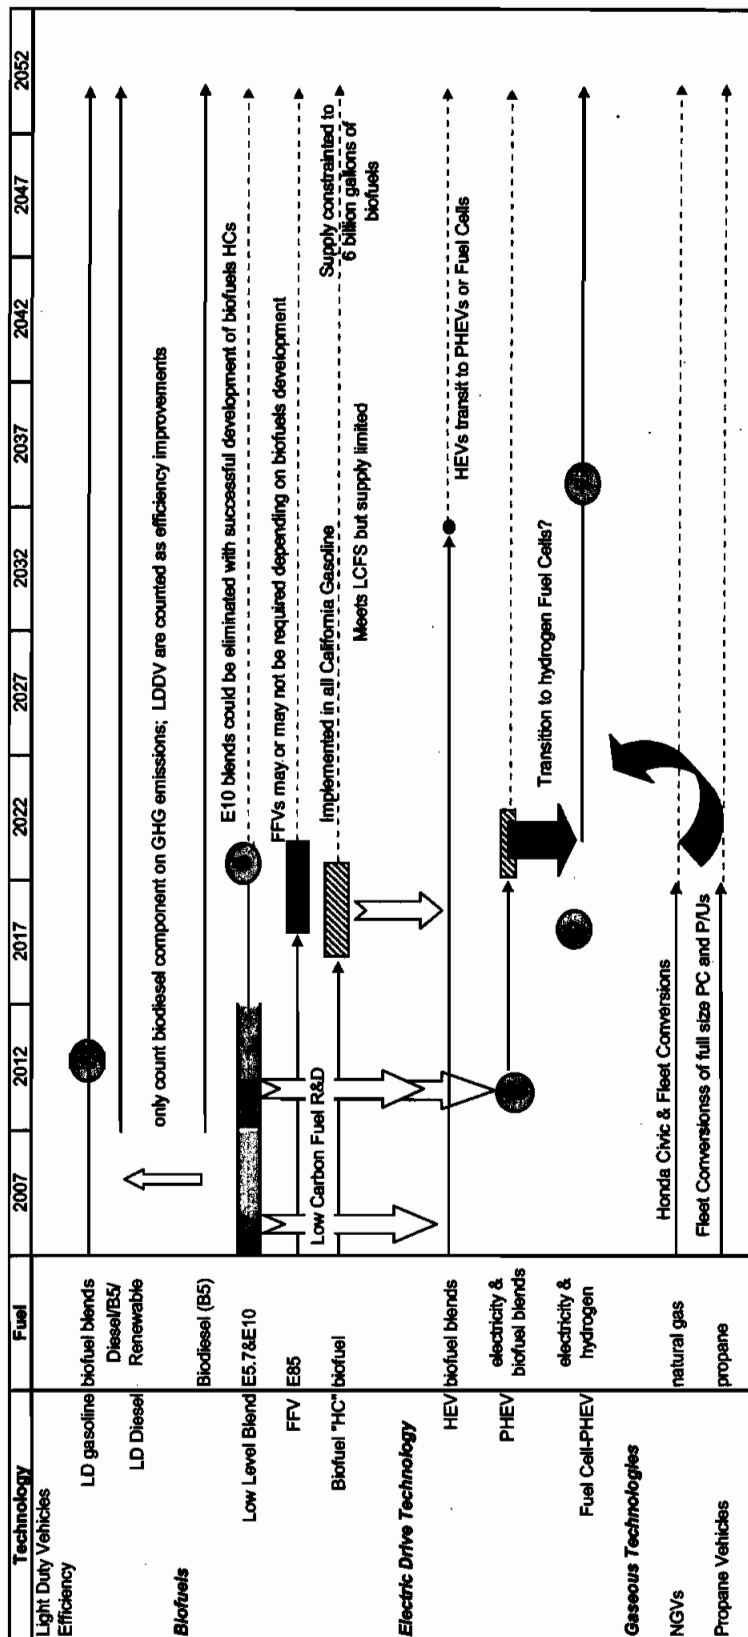 Technology Fuel 2007 2012 2017 2022 2027 2032 2037 2042 2047 2052
Light Duty Vehicles
Efficiency
LD gasoline biofuel blends
LD Diesel Diesel/B5/
Renewable
only count biodiesel component on GHG emissions; LDDV are counted as efficiency improvements
Biofuels
Biodiesel (B5)
E10 blends could be eliminated with successful development of biofuels HCs
Low Level Blend E5.7&E10
FFVs may or may not be required depending on biofuels development
FFV E85
Low Carbon Fuel R&D
Implemented in all California Gasoline
Supply constrainted to
6 billion gallons of
biofuels
Biofuel "HC" biofuel
Meets LCFS but supply limited
Electric Drive Technology
HEV biofuel blends
HEVs transit to PHEVs or Fuel Cells
PHEV electricity &
biofuel blends
Transition to hydrogen Fuel Cells?
Fuel Cell-PHEV electricity &
hydrogen
Gaseous Technologies
Honda Civic & Fleet Conversions
NGVs natural gas
Fleet Conversionss of full size PC and P/Us
Propane Vehicles propane